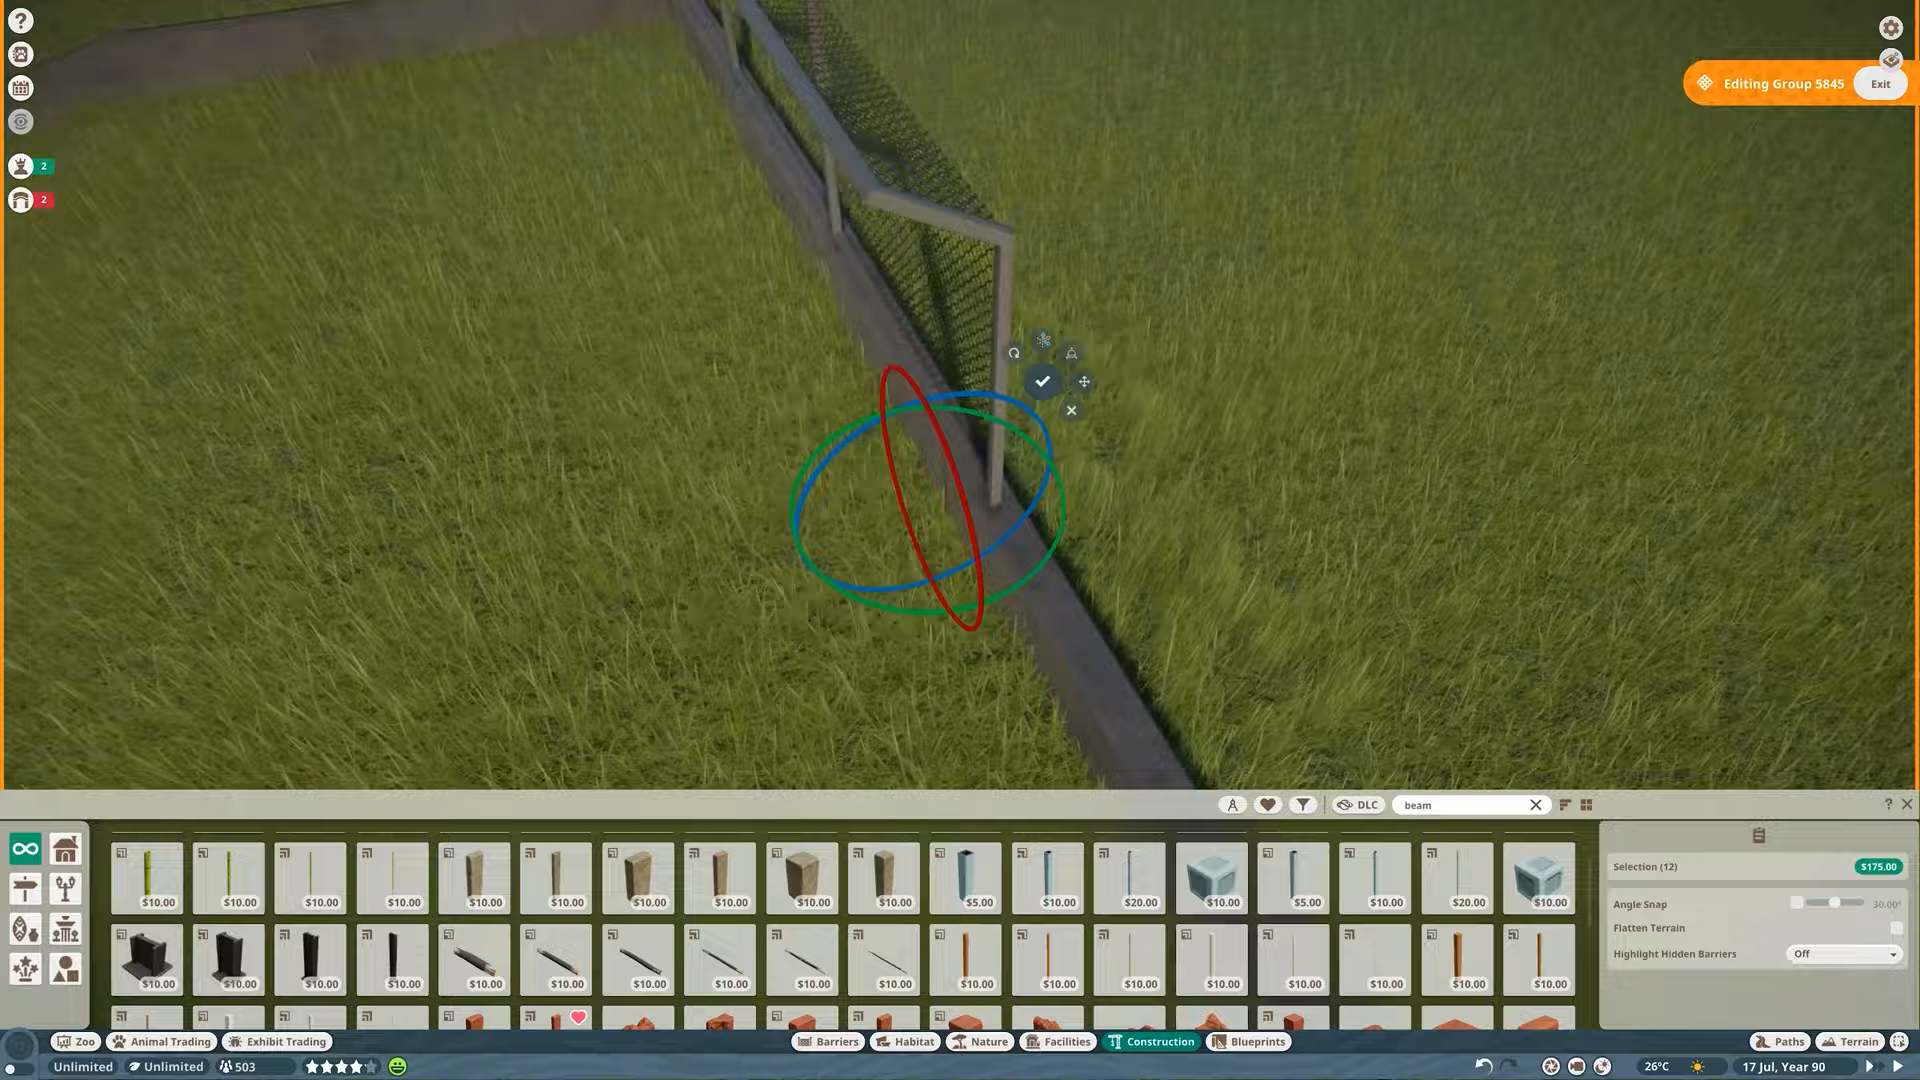 ?
Editing Group 5845
Exit
2
2
DLC
beam
?
$10.00 $10.00 $10.00 $10.00 $10.00 $10.00 $10.00 $10.00 $10.00 $10.00 $5.00 $10.00 $20.00 $10.00 $5.00 $10.00 $20.00 $10.00
$10.00 $10.00 $10.00 $10.00 $10.00 $10.00 $10.00 $10.00 $10.00 $10.00 $10.00 $10.00 $10.00 $10.00 $10.00 $10.00 $10.00 $10.00
Selection (12)
$175.00
Angle Snap
30.00°
Flatten Terrain
Highlight Hidden Barriers
Off
Zoo
Animal Trading
Exhibit Trading
Barriers
Habitat
Nature
Facilities
Construction
Blueprints
Paths
Terrain
Unlimited
Unlimited
503
26°C
17 Jul, Year 90